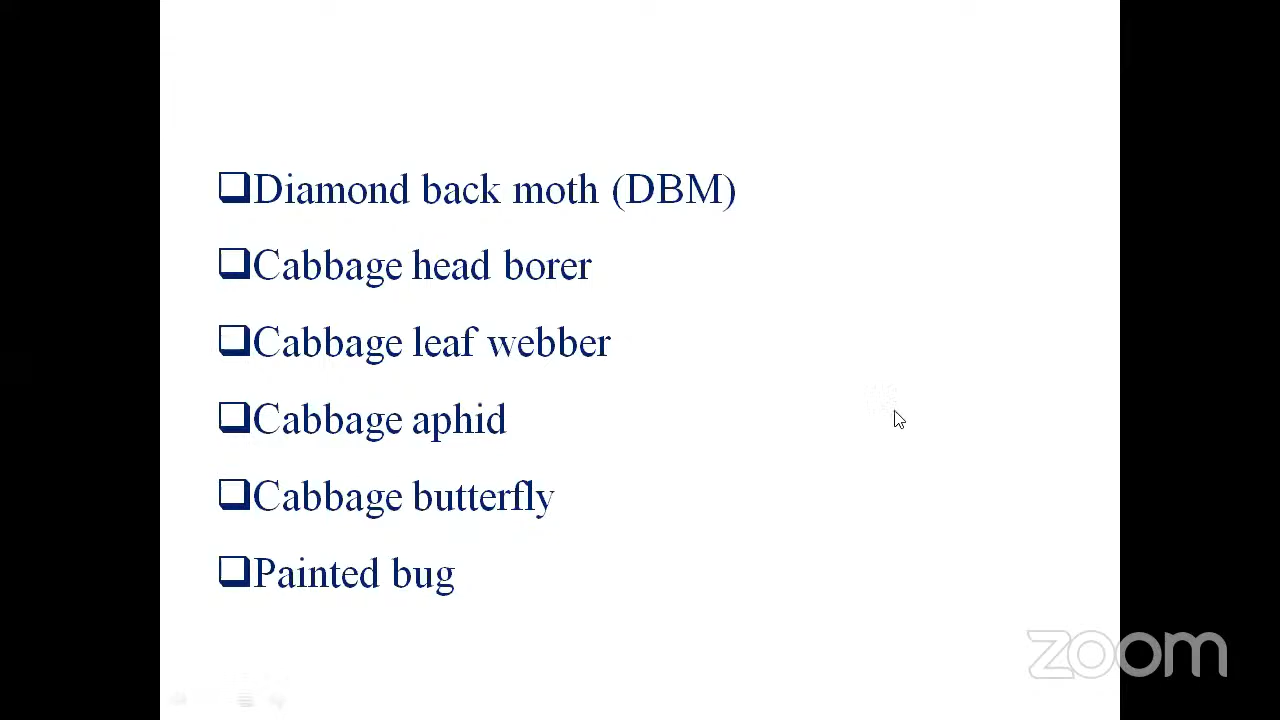 Diamond back moth (DBM)
Cabbage head borer
Cabbage leaf webber
Cabbage aphid
Cabbage butterfly
Painted bug
zoom